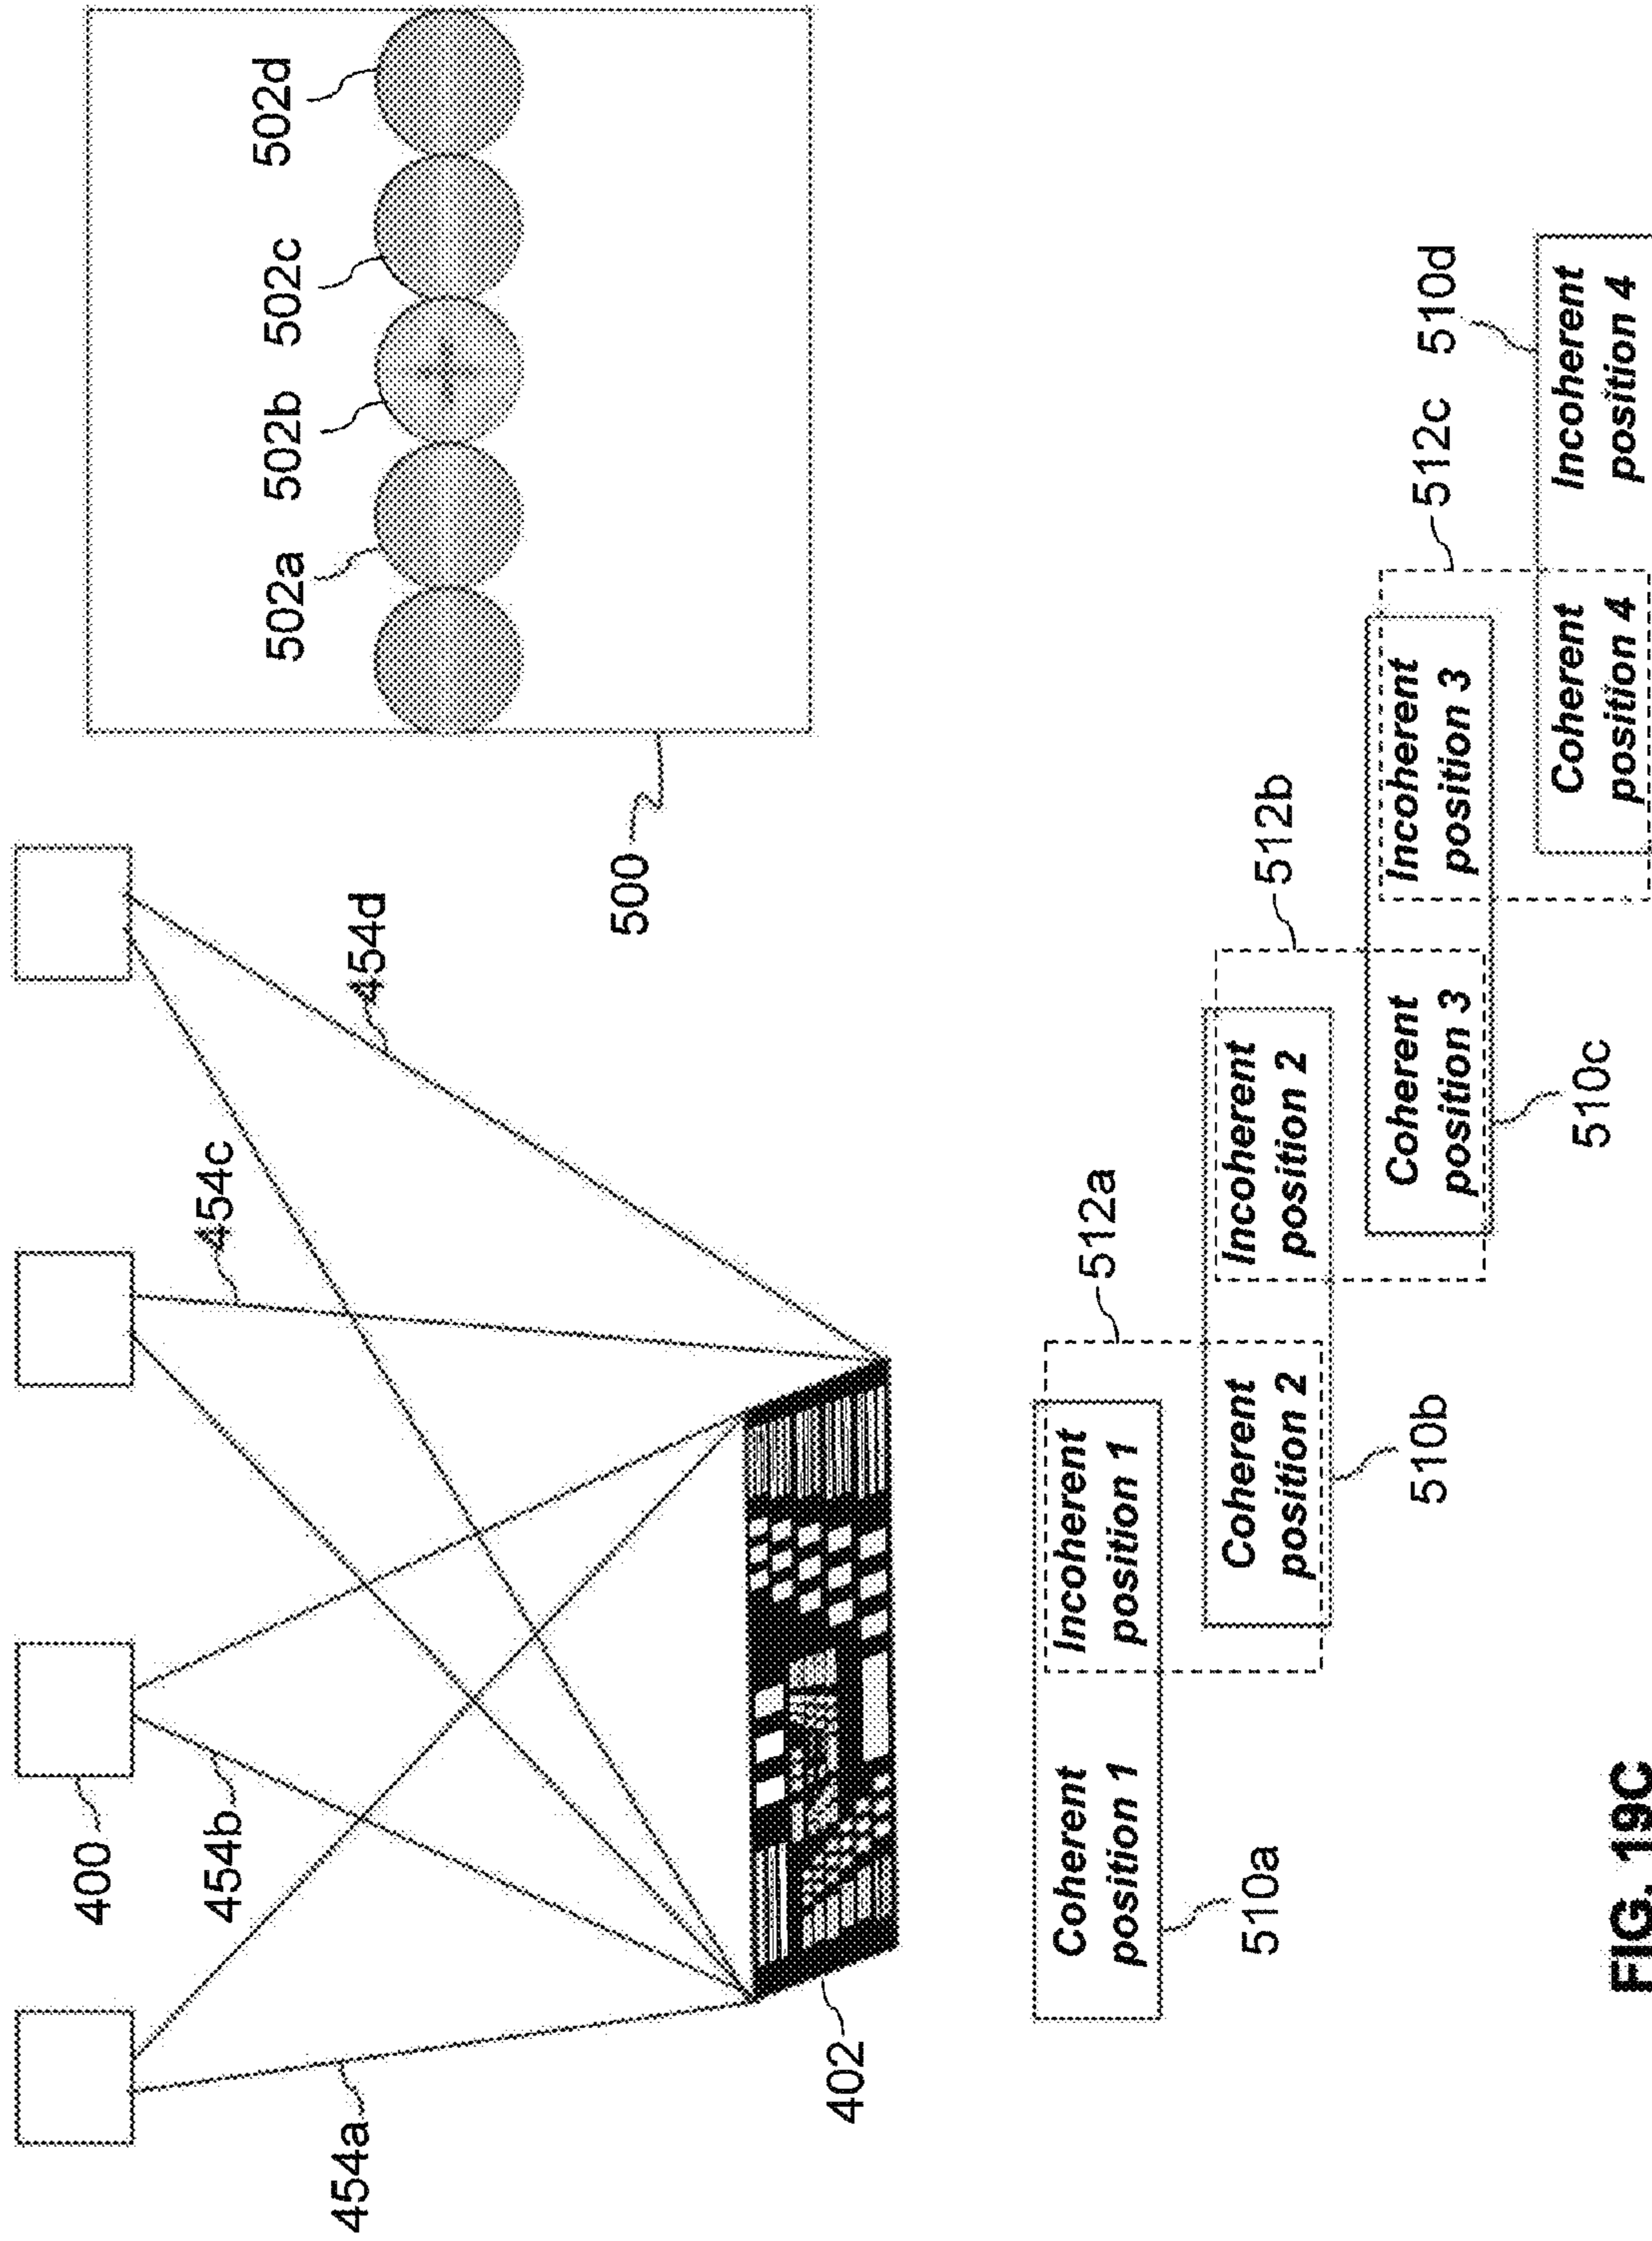 400
454a
454b
454c
454d
402
500
502a
502b
502c
502d
Coherent
position 1
Incoherent
position 1
510a
512a
Coherent
position 2
Incoherent
position 2
510b
512b
Coherent
position 3
Incoherent
position 3
510c
512c
Coherent
position 4
Incoherent
position 4
510d
FIG. 19C